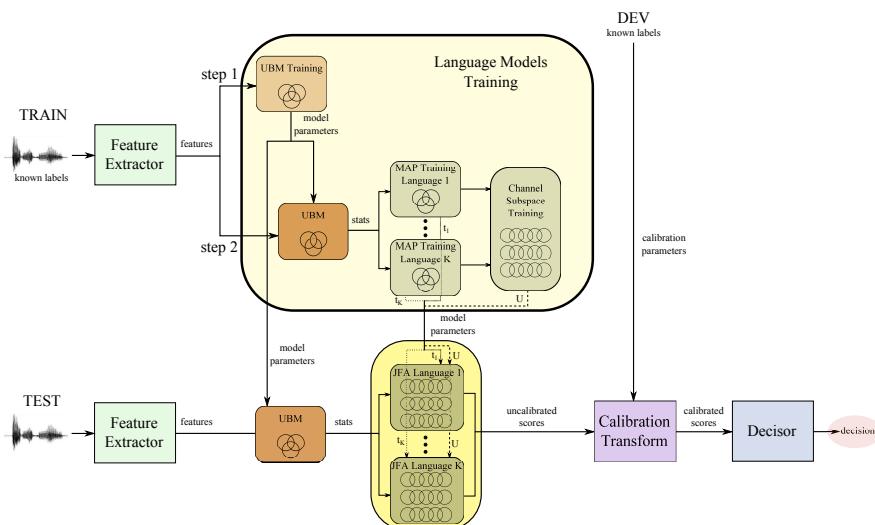 DEV
known labels
Language Models
Training
step 1
UBM Training
model
parameters
TRAIN
known labels
Feature
Extractor
features
step 2
UBM
stats
MAP Training
Language 1
t1
MAP Training
Language K
tK
Channel
Subspace
Training
U
calibration
parameters
model
parameters
model
parameters
t1
U
JFA Language 1
tK
U
JFA Language K
TEST
Feature
Extractor
features
UBM
stats
uncalibrated
scores
Calibration
Transform
calibrated
scores
Decisor
decision